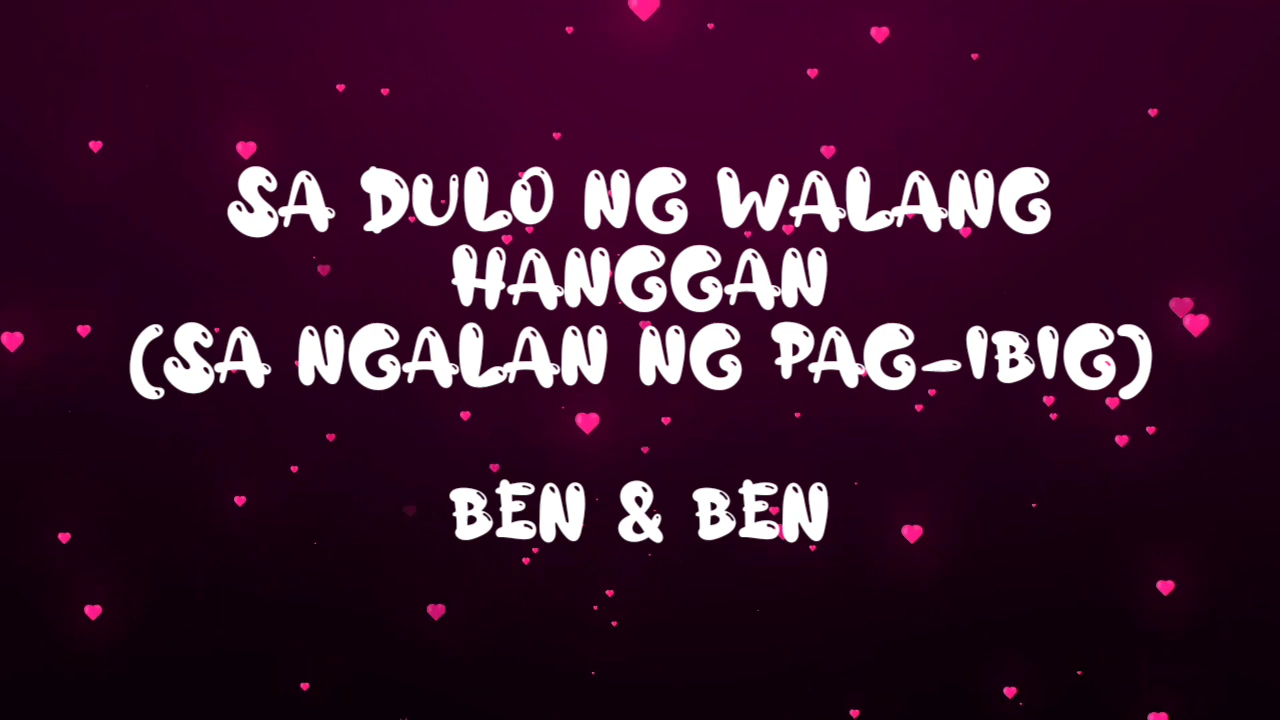 SA DULO NG WALANG
HANGGAN
(SA NGALAN NG PAG-IBIG)
BEN & BEN